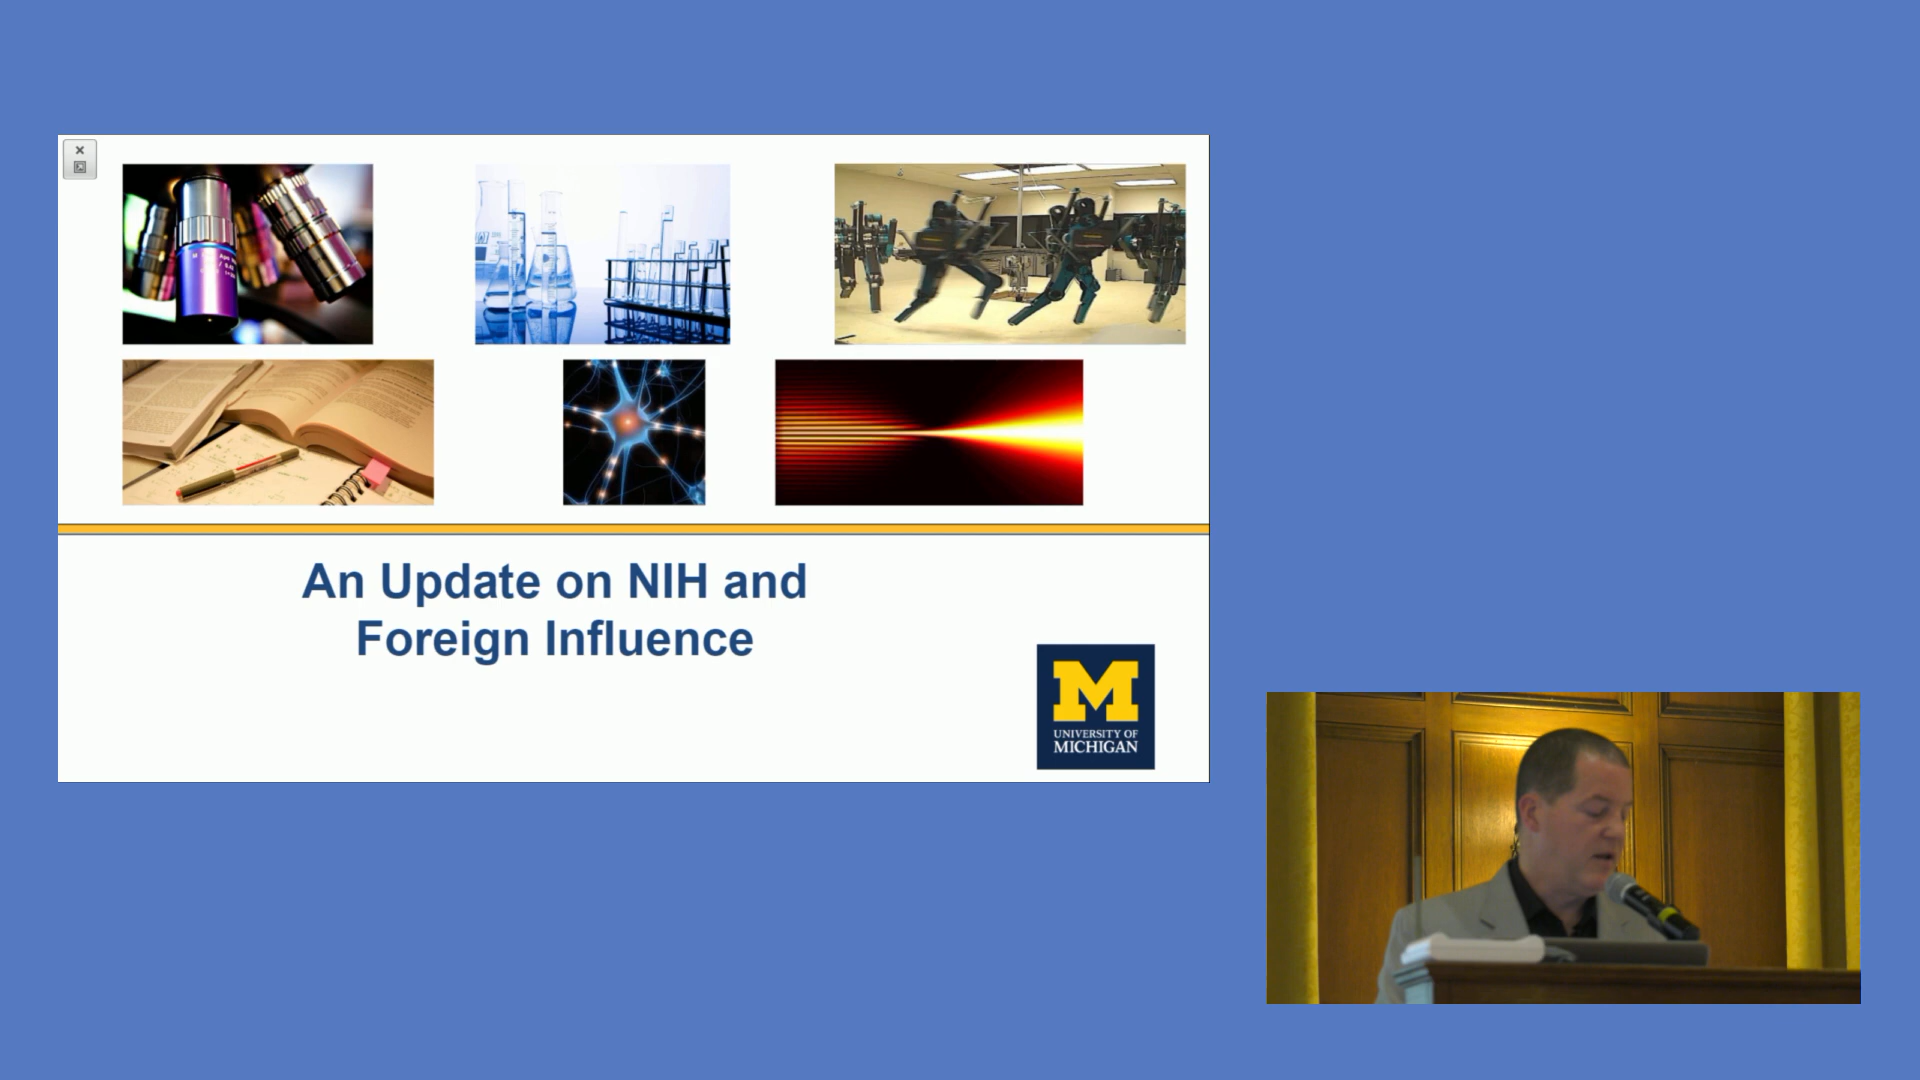 An Update on NIH and
Foreign Influence
M
UNIVERSITY OF
MICHIGAN